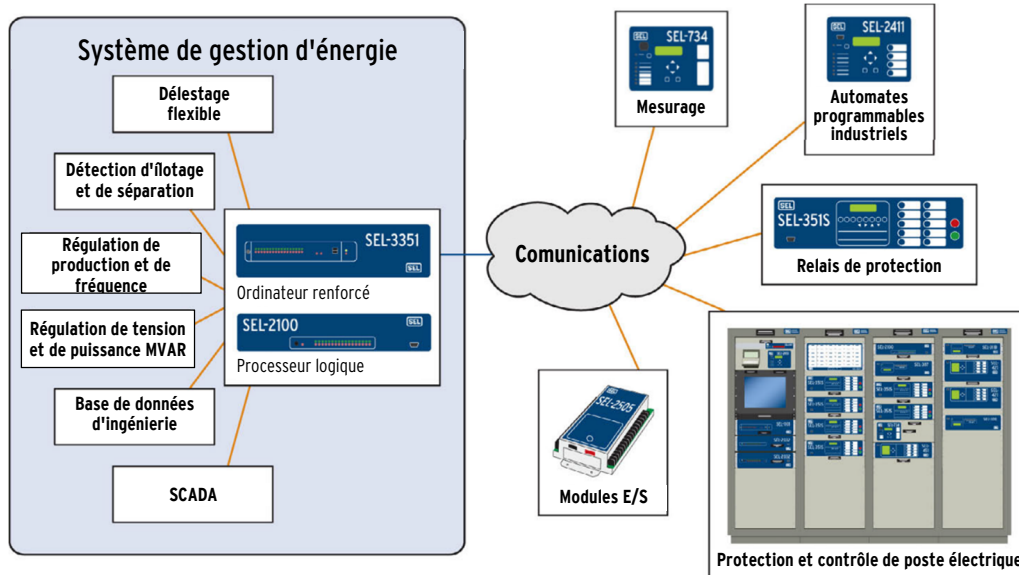 Système de gestion d'énergie
Délestage
flexible
Détection d'îlotage
et de séparation
Régulation de
production et de
fréquence
Régulation de tension
et de puissance MVAR
Base de données
d'ingénierie
SCADA
SEL-3351
SEL
Ordinateur renforcé
SEL-2100
SEL
Processeur logique
Comunications
SEL
SEL-734
Mesurage
SEL
SEL-2411
Automates
programmables
industriels
SEL
SEL-351S
Relais de protection
SEL-2505
Modules E/S
Protection et contrôle de poste électrique